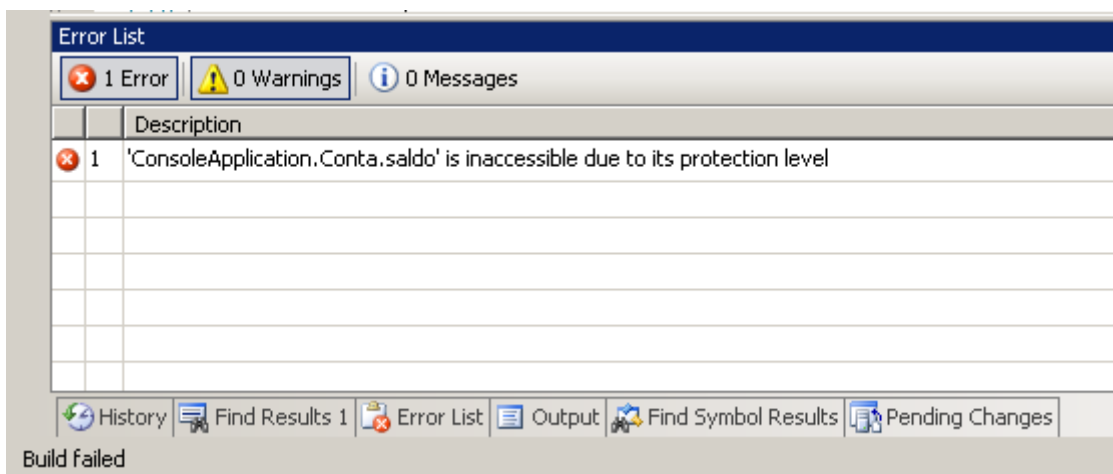 Error List
1 Error 0 Warnings 0 Messages
Description
1 'ConsoleApplication.Conta.saldo' is inaccessible due to its protection level
History Find Results 1 Error List Output Find Symbol Results Pending Changes
Build failed